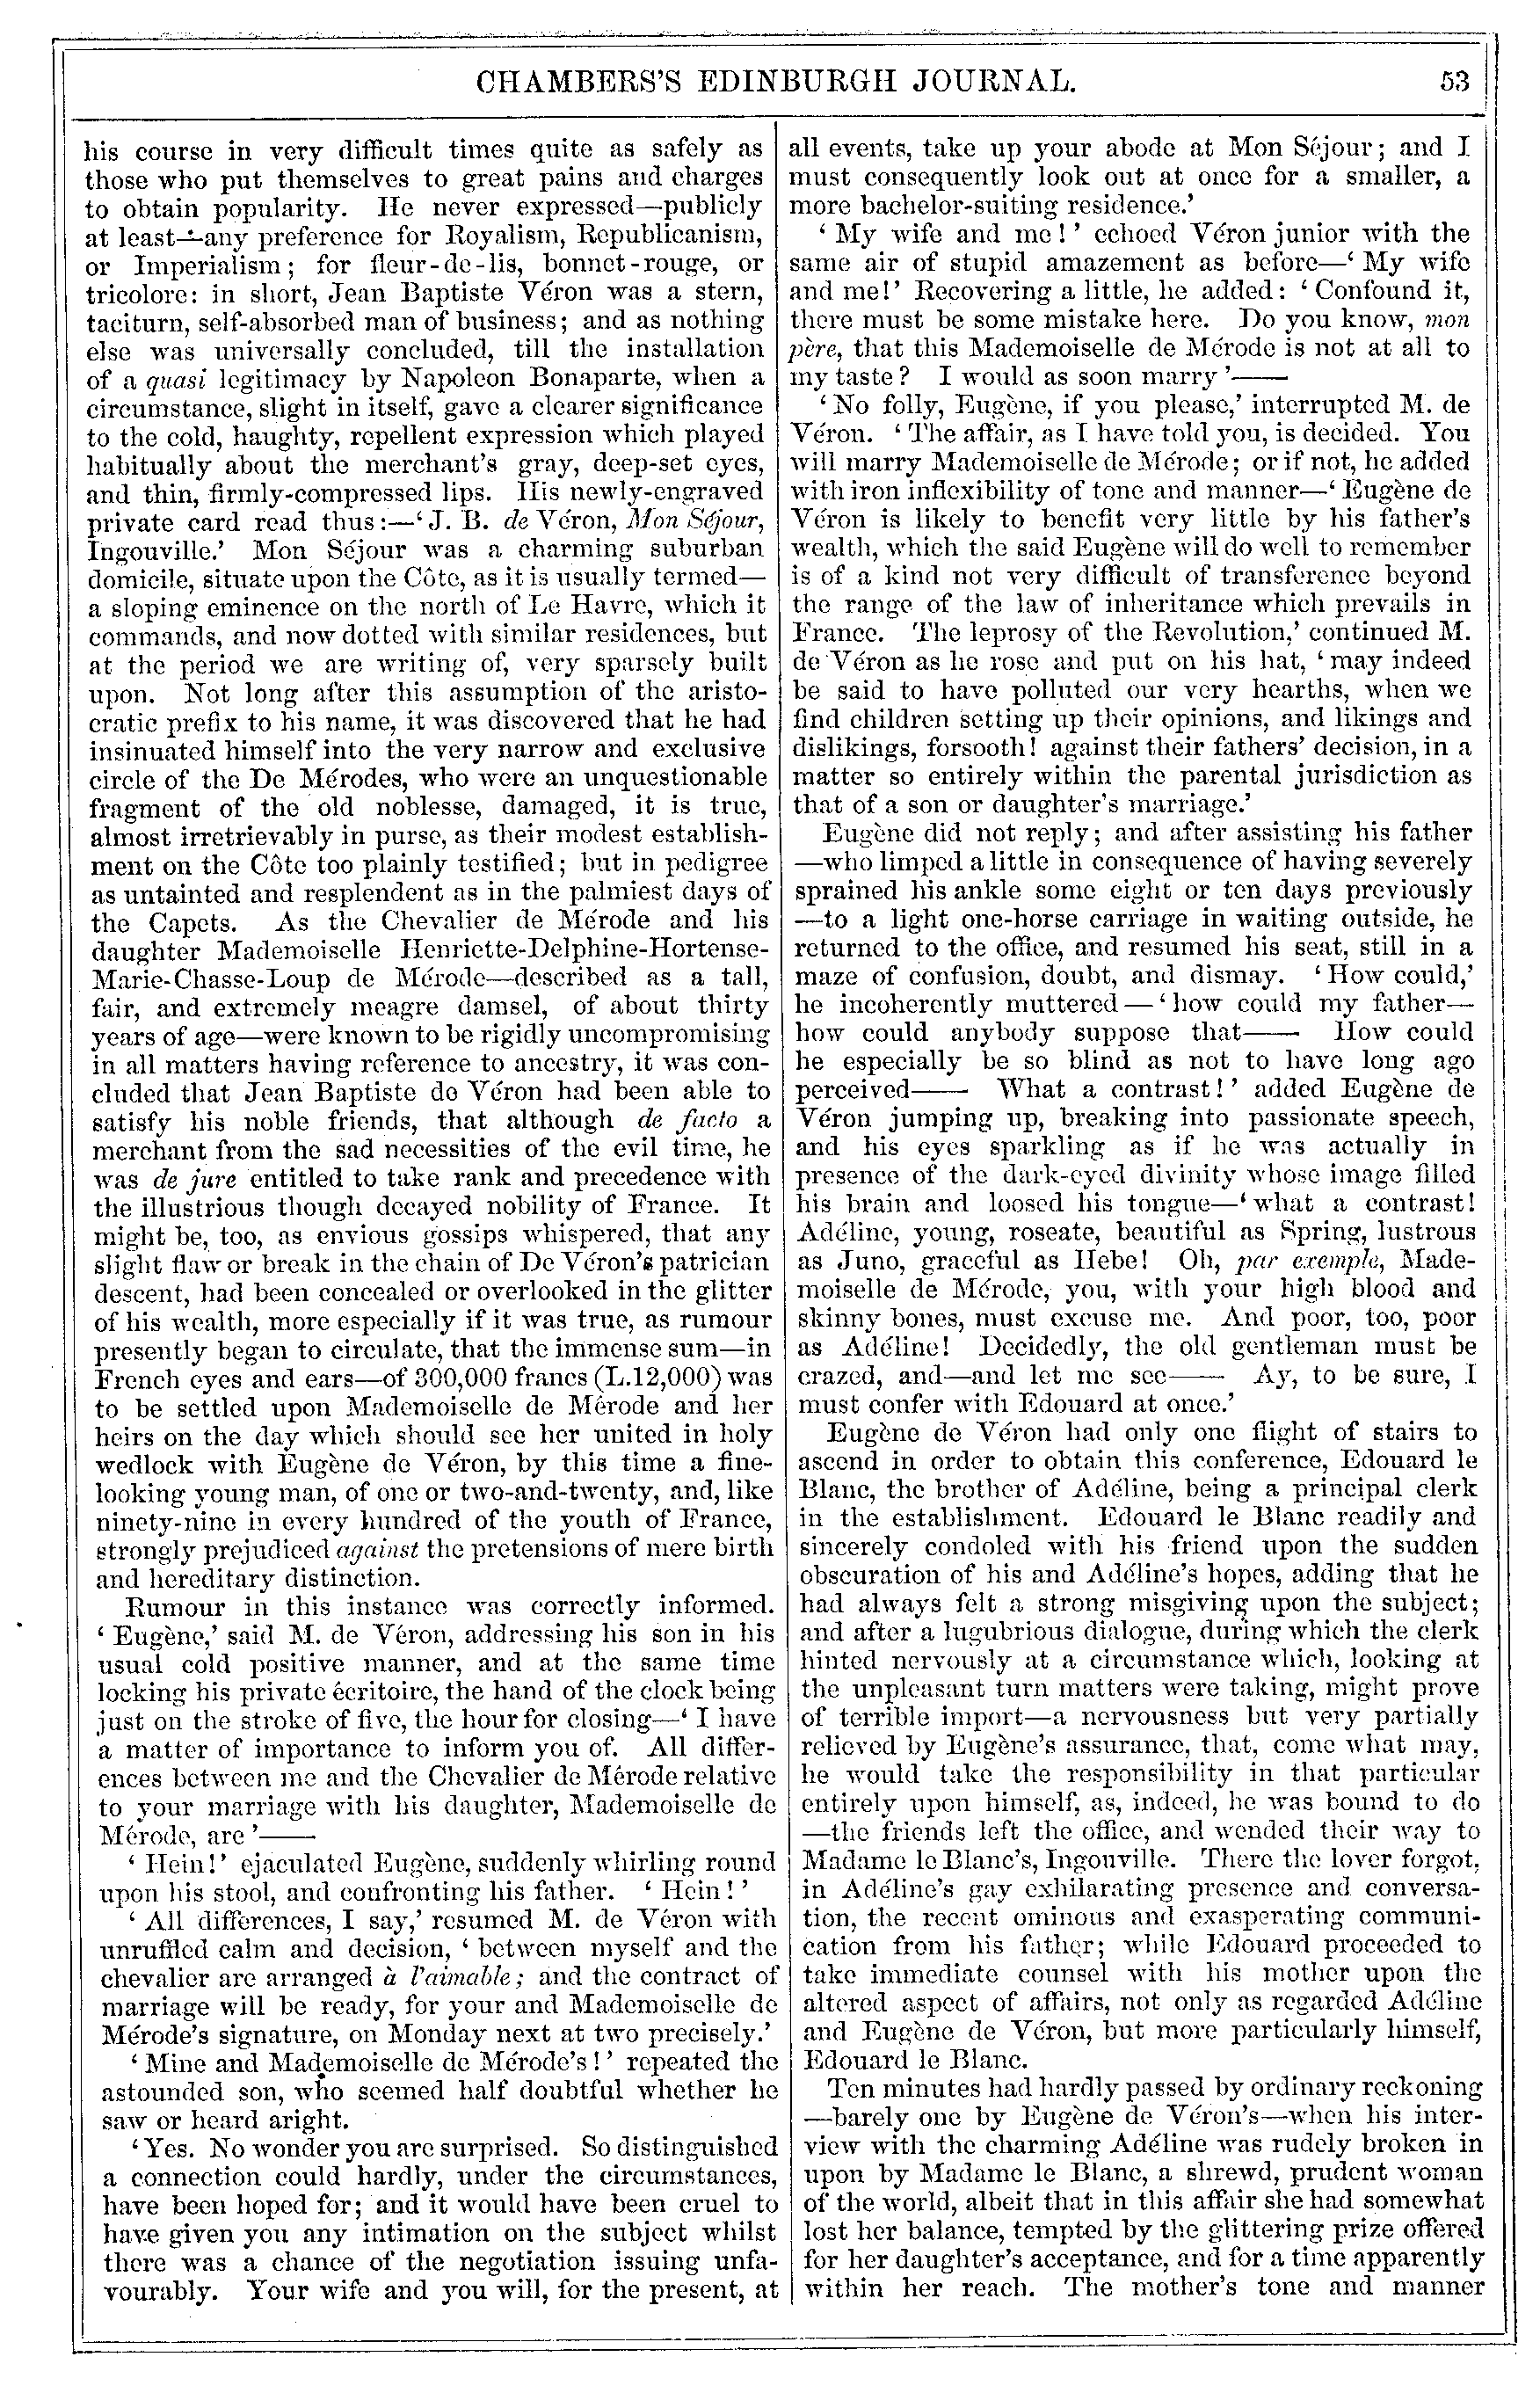 CHAMBERS'S EDINBURGH JOURNAL.
53
his course in very difficult times quite as safely as
those who put themselves to great pains and charges
to obtain popularity. He never expressed—publicly
at least—any preference for Royalism, Republicanism,
or Imperialism; for fleur-de-lis, bonnet-rouge, or
tricolore: in short, Jean Baptiste Véron was a stern,
taciturn, self-absorbed man of business; and as nothing
else was universally concluded, till the installation
of a quasi legitimacy by Napoleon Bonaparte, when a
circumstance, slight in itself, gave a clearer significance
to the cold, haughty, repellent expression which played
habitually about the merchant's gray, deep-set eyes,
and thin, firmly-compressed lips. His newly-engraved
private card read thus:—'J. B. de Véron, Mon Séjour,
Ingouville.' Mon Séjour was a charming suburban
domicile, situate upon the Côte, as it is usually termed—
a sloping eminence on the north of Le Havre, which it
commands, and now dotted with similar residences, but
at the period we are writing of, very sparsely built
upon. Not long after this assumption of the aristo-
cratic prefix to his name, it was discovered that he had
insinuated himself into the very narrow and exclusive
circle of the De Mérodes, who were an unquestionable
fragment of the old noblesse, damaged, it is true,
almost irretrievably in purse, as their modest establish-
ment on the Côte too plainly testified; but in pedigree
as untainted and resplendent as in the palmiest days of
the Capets. As the Chevalier de Mérode and his
daughter Mademoiselle Henriette-Delphine-Hortense-
Marie-Chasse-Loup de Mérode—described as a tall,
fair, and extremely meagre damsel, of about thirty
years of age—were known to be rigidly uncompromising
in all matters having reference to ancestry, it was con-
cluded that Jean Baptiste de Véron had been able to
satisfy his noble friends, that although de facto a
merchant from the sad necessities of the evil time, he
was de jure entitled to take rank and precedence with
the illustrious though decayed nobility of France. It
might be, too, as envious gossips whispered, that any
slight flaw or break in the chain of De Véron's patrician
descent, had been concealed or overlooked in the glitter
of his wealth, more especially if it was true, as rumour
presently began to circulate, that the immense sum—in
French eyes and ears—of 300,000 francs (L.12,000) was
to be settled upon Mademoiselle de Mérode and her
heirs on the day which should see her united in holy
wedlock with Eugène de Véron, by this time a fine-
looking young man, of one or two-and-twenty, and, like
ninety-nine in every hundred of the youth of France,
strongly prejudiced against the pretensions of mere birth
and hereditary distinction.
Rumour in this instance was correctly informed.
'Eugène,' said M. de Véron, addressing his son in his
usual cold positive manner, and at the same time
locking his private écritoire, the hand of the clock being
just on the stroke of five, the hour for closing—'I have
a matter of importance to inform you of. All differ-
ences between me and the Chevalier de Mérode relative
to your marriage with his daughter, Mademoiselle de
Mérode, are'——
'Hein!' ejaculated Eugène, suddenly whirling round
upon his stool, and confronting his father. 'Hein!'
'All differences, I say,' resumed M. de Véron with
unruffled calm and decision, 'between myself and the
chevalier are arranged à l'aimable; and the contract of
marriage will be ready, for your and Mademoiselle de
Mérode's signature, on Monday next at two precisely.'
'Mine and Mademoiselle de Mérode's!' repeated the
astounded son, who seemed half doubtful whether he
saw or heard aright.
'Yes. No wonder you are surprised. So distinguished
a connection could hardly, under the circumstances,
have been hoped for; and it would have been cruel to
have given you any intimation on the subject whilst
there was a chance of the negotiation issuing unfa-
vourably. Your wife and you will, for the present, at
all events, take up your abode at Mon Séjour; and I
must consequently look out at once for a smaller, a
more bachelor-suiting residence.'
'My wife and me!' echoed Véron junior with the
same air of stupid amazement as before—'My wife
and me!' Recovering a little, he added: 'Confound it,
there must be some mistake here. Do you know, mon
père, that this Mademoiselle de Mérode is not at all to
my taste? I would as soon marry'——
'No folly, Eugène, if you please,' interrupted M. de
Véron. 'The affair, as I have told you, is decided. You
will marry Mademoiselle de Mérode; or if not, he added
with iron inflexibility of tone and manner—'Eugène de
Véron is likely to benefit very little by his father's
wealth, which the said Eugène will do well to remember
is of a kind not very difficult of transference beyond
the range of the law of inheritance which prevails in
France. The leprosy of the Revolution,' continued M.
de Véron as he rose and put on his hat, 'may indeed
be said to have polluted our very hearths, when we
find children setting up their opinions, and likings and
dislikings, forsooth! against their fathers' decision, in a
matter so entirely within the parental jurisdiction as
that of a son or daughter's marriage.'
Eugène did not reply; and after assisting his father
—who limped a little in consequence of having severely
sprained his ankle some eight or ten days previously
—to a light one-horse carriage in waiting outside, he
returned to the office, and resumed his seat, still in a
maze of confusion, doubt, and dismay. 'How could,'
he incoherently muttered—'how could my father—
how could anybody suppose that—— How could
he especially be so blind as not to have long ago
perceived—— What a contrast!' added Eugène de
Véron jumping up, breaking into passionate speech,
and his eyes sparkling as if he was actually in
presence of the dark-eyed divinity whose image filled
his brain and loosed his tongue—'what a contrast!
Adéline, young, roseate, beautiful as Spring, lustrous
as Juno, graceful as Hebe! Oh, par exemple, Made-
moiselle de Mérode, you, with your high blood and
skinny bones, must excuse me. And poor, too, poor
as Adéline! Decidedly, the old gentleman must be
crazed, and—and let me see—— Ay, to be sure, I
must confer with Edouard at once.'
Eugène de Véron had only one flight of stairs to
ascend in order to obtain this conference, Edouard le
Blanc, the brother of Adéline, being a principal clerk
in the establishment. Edouard le Blanc readily and
sincerely condoled with his friend upon the sudden
obscuration of his and Adéline's hopes, adding that he
had always felt a strong misgiving upon the subject;
and after a lugubrious dialogue, during which the clerk
hinted nervously at a circumstance which, looking at
the unpleasant turn matters were taking, might prove
of terrible import—a nervousness but very partially
relieved by Eugène's assurance, that, come what may,
he would take the responsibility in that particular
entirely upon himself, as, indeed, he was bound to do
—the friends left the office, and wended their way to
Madame le Blanc's, Ingouville. There the lover forgot,
in Adéline's gay exhilarating presence and conversa-
tion, the recent ominous and exasperating communi-
cation from his father; while Edouard proceeded to
take immediate counsel with his mother upon the
altered aspect of affairs, not only as regarded Adéline
and Eugène de Véron, but more particularly himself,
Edouard le Blanc.
Ten minutes had hardly passed by ordinary reckoning
—barely one by Eugène de Véron's—when his inter-
view with the charming Adéline was rudely broken in
upon by Madame le Blanc, a shrewd, prudent woman
of the world, albeit that in this affair she had somewhat
lost her balance, tempted by the glittering prize offered
for her daughter's acceptance, and for a time apparently
within her reach. The mother's tone and manner